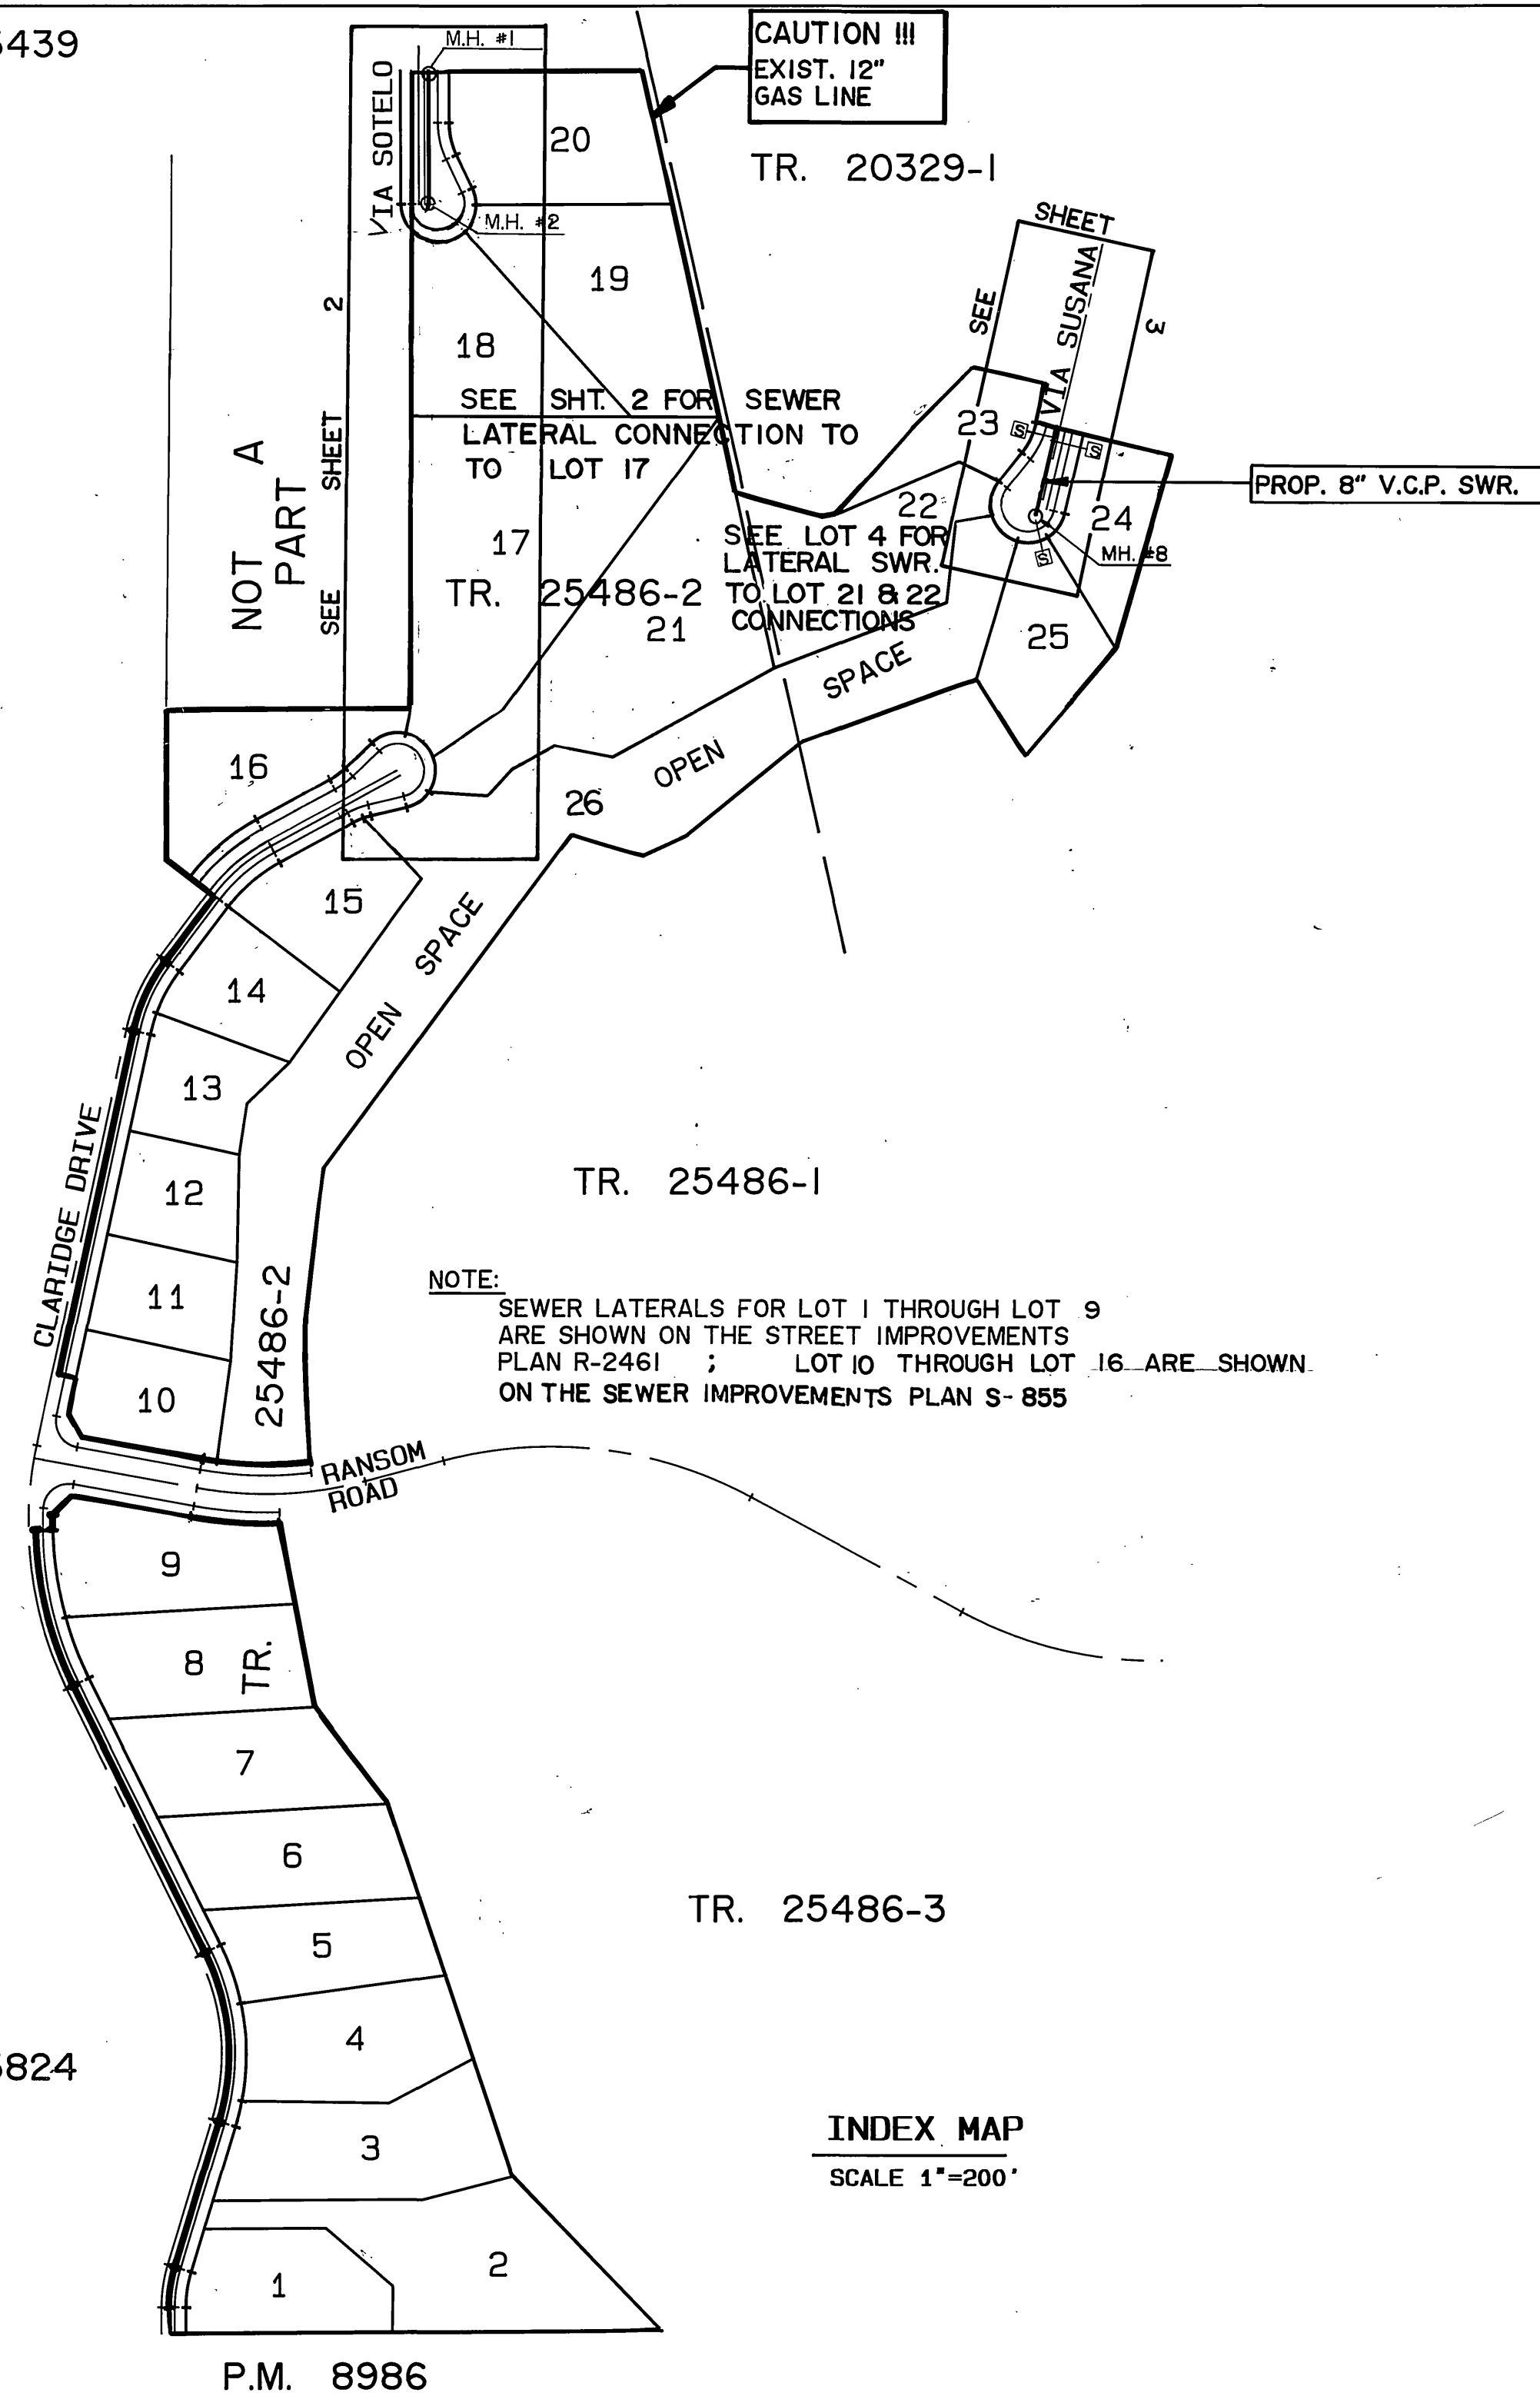 M.H. #1
CAUTION !!!
EXIST. 12"
GAS LINE
VIA SOTELO
20
TR. 20329-1
M.H. #2
SHEET
SEE
VIA SUSANA
3
19
18
2
SHEET
SEE
NOT A
PART
SEE SHT. 2 FOR SEWER
LATERAL CONNECTION TO
TO LOT 17
23
S
S
PROP. 8" V.C.P. SWR.
22
24
17
SEE LOT 4 FOR
LATERAL SWR.
TO LOT 21 & 22
CONNECTIONS
MH. #8
S
TR. 25486-2
21
25
OPEN SPACE
16
26
15
OPEN SPACE
14
13
CLARIDGE DRIVE
12
TR. 25486-1
11
NOTE:
SEWER LATERALS FOR LOT 1 THROUGH LOT 9
ARE SHOWN ON THE STREET IMPROVEMENTS
PLAN R-2461 ; LOT 10 THROUGH LOT 16 ARE SHOWN
ON THE SEWER IMPROVEMENTS PLAN S-855
10
TR. 25486-2
RANSOM
ROAD
9
8
7
6
TR. 25486-3
5
4
3
INDEX MAP
SCALE 1"=200'
2
1
P.M. 8986